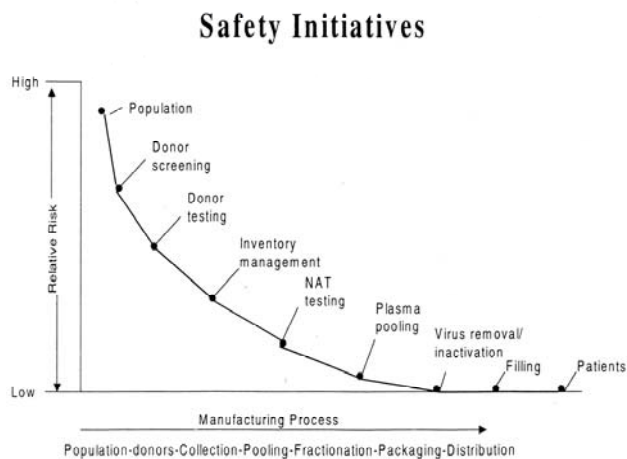 Safety Initiatives
High
Population
Donor
screening
Donor
testing
Relative Risk
Inventory
management
NAT
testing
Plasma
pooling
Virus removal/
inactivation
Filling
Patients
Low
Manufacturing Process
Population-donors-Collection-Pooling-Fractionation-Packaging-Distribution